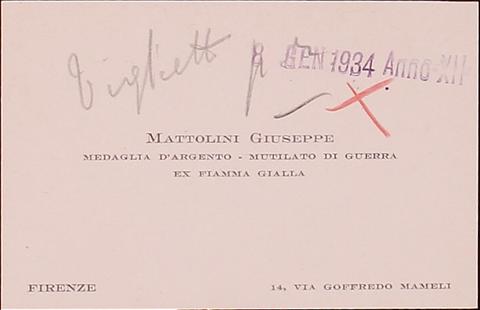 Biglietto
8 GEN 1934 Anno XII
MATTOLINI GIUSEPPE
MEDAGLIA D'ARGENTO - MUTILATO DI GUERRA
EX FIAMMA GIALLA
FIRENZE
14, VIA GOFFREDO MAMELI